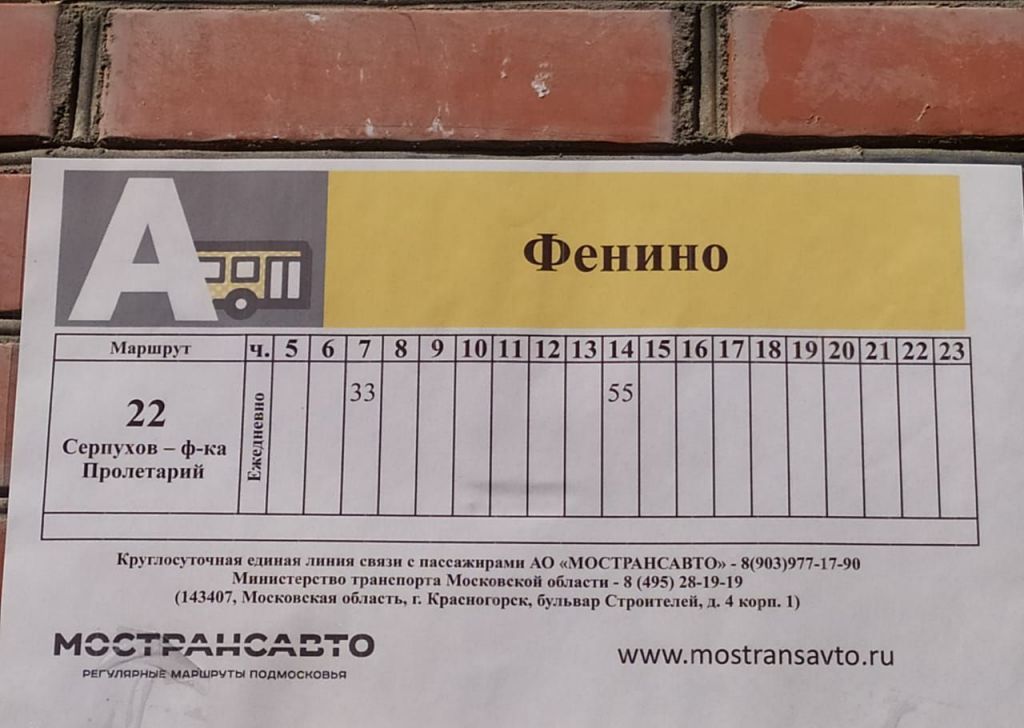 А
Фенино
Маршрут ч. 5 6 7 8 9 10 11 12 13 14 15 16 17 18 19 20 21 22 23
22
Серпухов – ф-ка
Пролетарий
Ежедневно
33 55
Круглосуточная единая линия связи с пассажирами АО «МОСТРАНСАВТО» - 8(903)977-17-90
Министерство транспорта Московской области - 8 (495) 28-19-19
(143407, Московская область, г. Красногорск, бульвар Строителей, д. 4 корп. 1)
МОСТРАНСАВТО
РЕГУЛЯРНЫЕ МАРШРУТЫ ПОДМОСКОВЬЯ
www.mostransavto.ru